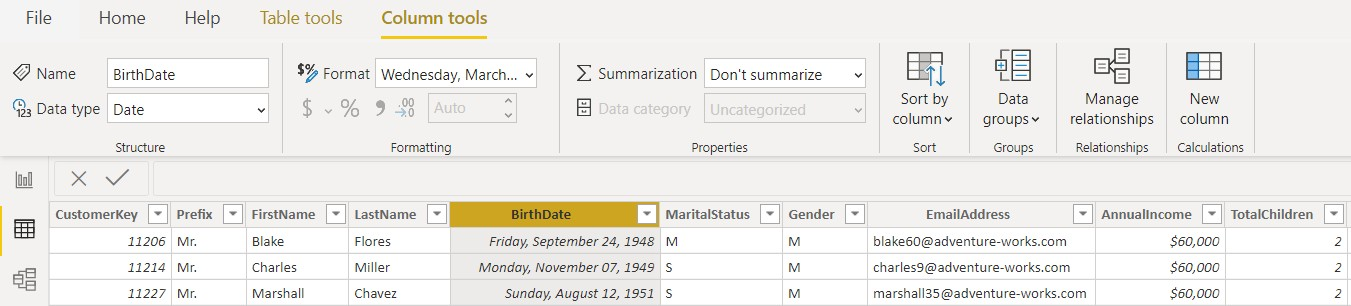 File Home Help Table tools Column tools
Name BirthDate $% Format Wednesday, March... Σ Summarization Don't summarize
123 Data type Date $ % , .00 .0 Auto Data category Uncategorized
Sort by column Data groups Manage relationships New column
Structure Formatting Properties Sort Groups Relationships Calculations
CustomerKey Prefix FirstName LastName BirthDate MaritalStatus Gender EmailAddress AnnualIncome TotalChildren
11206 Mr. Blake Flores Friday, September 24, 1948 M M blake60@adventure-works.com $60,000 2
11214 Mr. Charles Miller Monday, November 07, 1949 S M charles9@adventure-works.com $60,000 2
11227 Mr. Marshall Chavez Sunday, August 12, 1951 S M marshall35@adventure-works.com $60,000 2